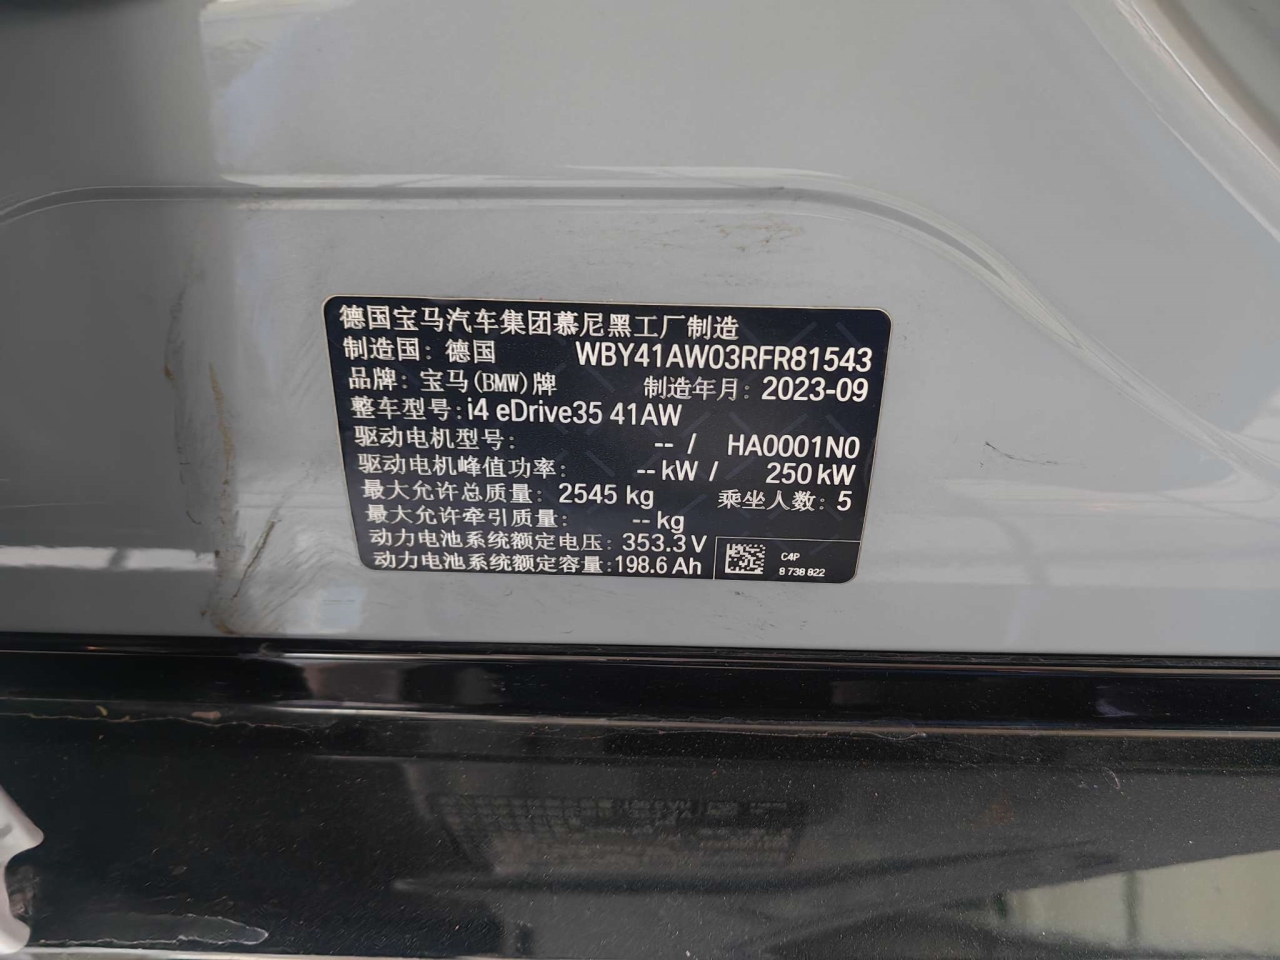 德国宝马汽车集团慕尼黑工厂制造
制造国：德国 WBY41AW03RFR81543
品牌：宝马(BMW)牌 制造年月：2023-09
整车型号：i4 eDrive35 41AW
驱动电机型号： -- / HA0001N0
驱动电机峰值功率： -- kW / 250 kW
最大允许总质量：2545 kg 乘坐人数：5
最大允许牵引质量： -- kg
动力电池系统额定电压：353.3 V
动力电池系统额定容量：198.6 Ah
C4P
8 738 822